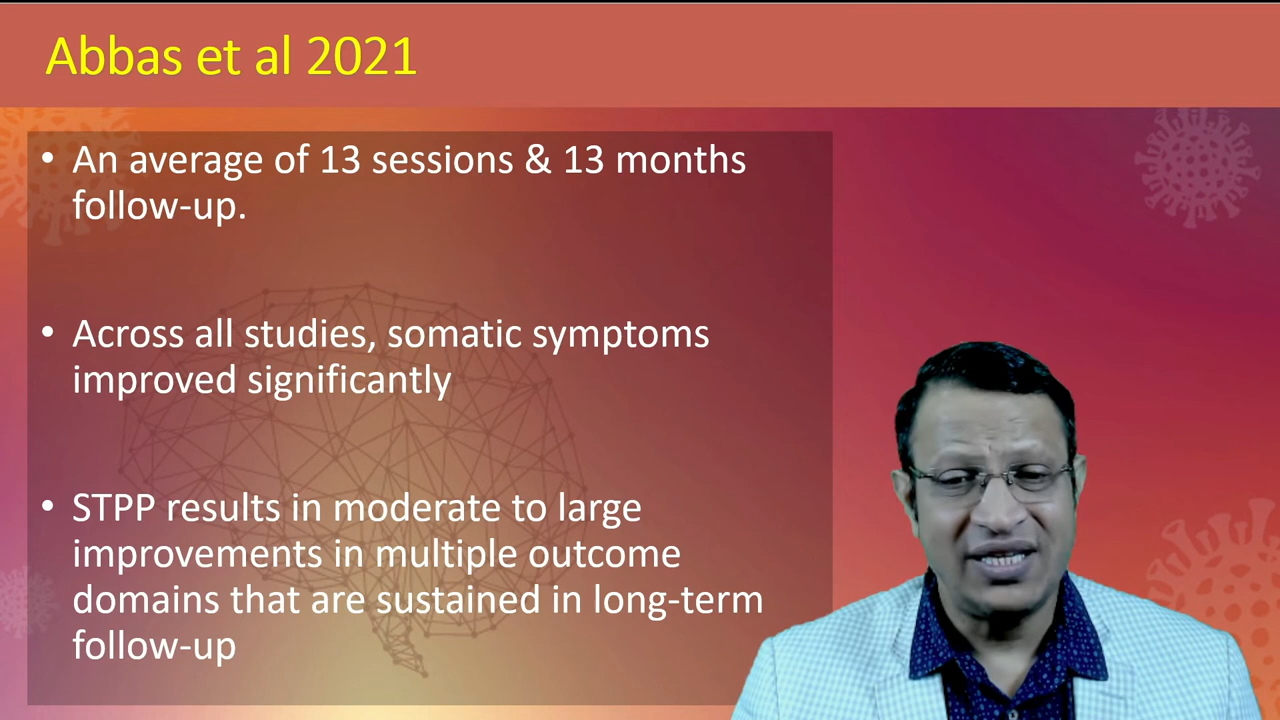 Abbas et al 2021
• An average of 13 sessions & 13 months
follow-up.
• Across all studies, somatic symptoms
improved significantly
• STPP results in moderate to large
improvements in multiple outcome
domains that are sustained in long-term
follow-up